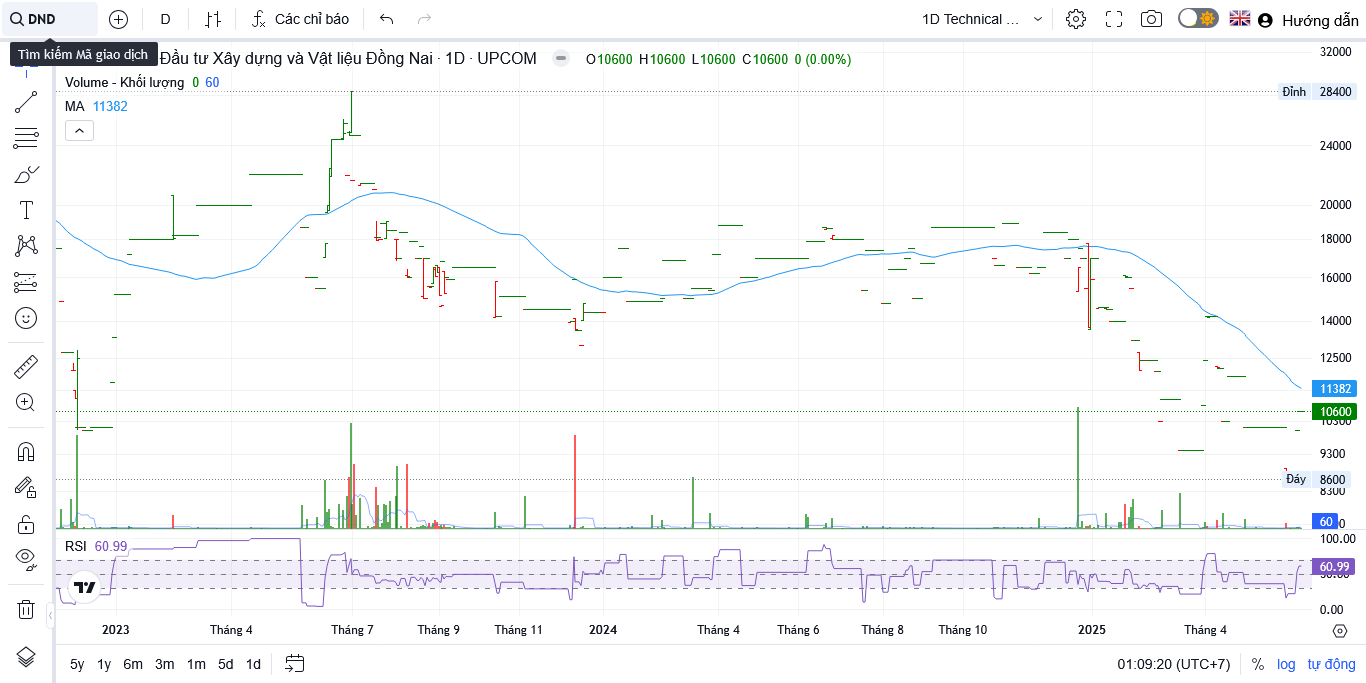 DND
D
Các chỉ báo
1D Technical ...
Hướng dẫn
Tìm kiếm Mã giao dịch
Đầu tư Xây dựng và Vật liệu Đồng Nai · 1D · UPCOM
O10600 H10600 L10600 C10600 0 (0.00%)
Volume - Khối lượng 0 60
MA 11382
32000
Đỉnh 28400
24000
20000
18000
16000
14000
12500
11382
10600
10300
9300
Đáy 8600
8300
60
0
RSI 60.99
100.00
60.99
50.00
0.00
2023
Tháng 4
Tháng 7
Tháng 9
Tháng 11
2024
Tháng 4
Tháng 6
Tháng 8
Tháng 10
2025
Tháng 4
5y
1y
6m
3m
1m
5d
1d
01:09:20 (UTC+7)
%
log
tự động